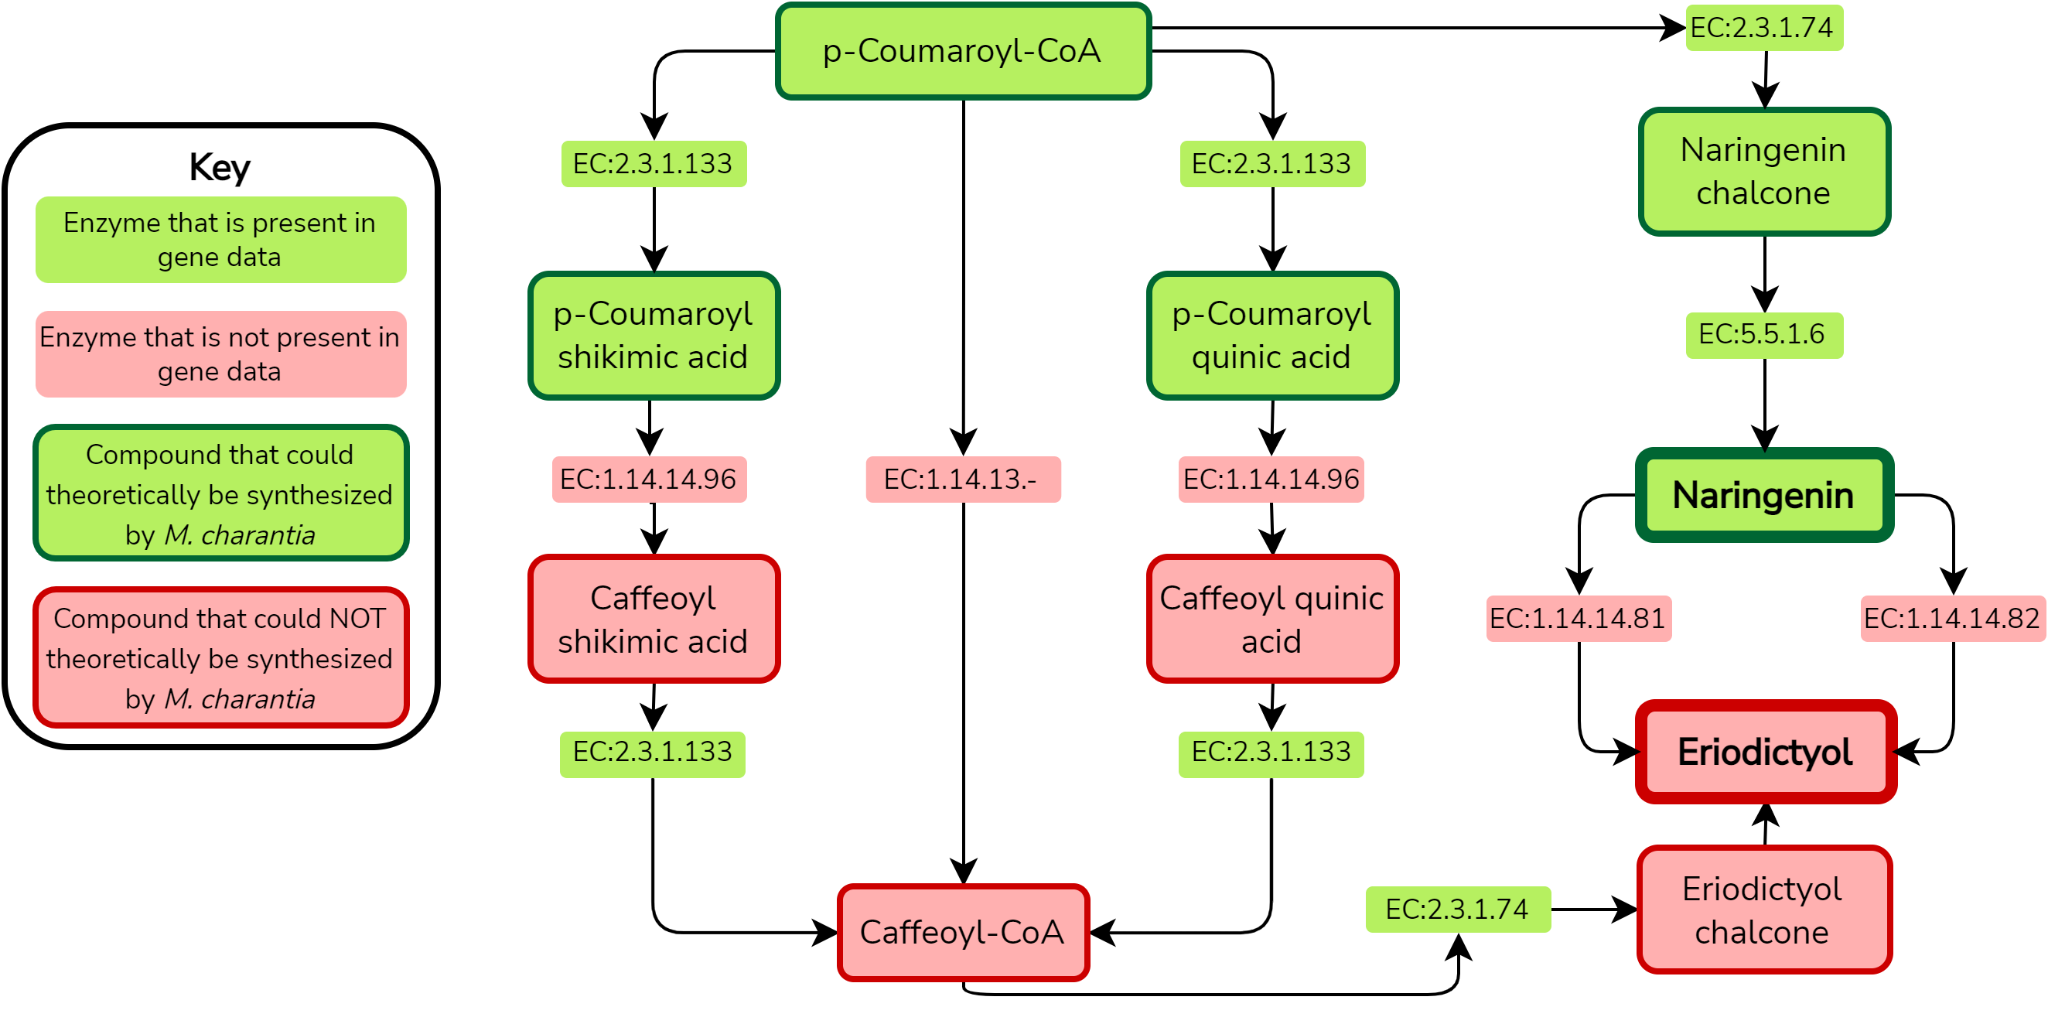 Key
Enzyme that is present in
gene data
Enzyme that is not present in
gene data
Compound that could
theoretically be synthesized
by M. charantia
Compound that could NOT
theoretically be synthesized
by M. charantia
p-Coumaroyl-CoA
EC:2.3.1.74
EC:2.3.1.133
EC:2.3.1.133
Naringenin
chalcone
p-Coumaroyl
shikimic acid
p-Coumaroyl
quinic acid
EC:5.5.1.6
EC:1.14.14.96
EC:1.14.13.-
EC:1.14.14.96
Naringenin
Caffeoyl
shikimic acid
Caffeoyl quinic
acid
EC:1.14.14.81
EC:1.14.14.82
EC:2.3.1.133
EC:2.3.1.133
Eriodictyol
Caffeoyl-CoA
EC:2.3.1.74
Eriodictyol
chalcone